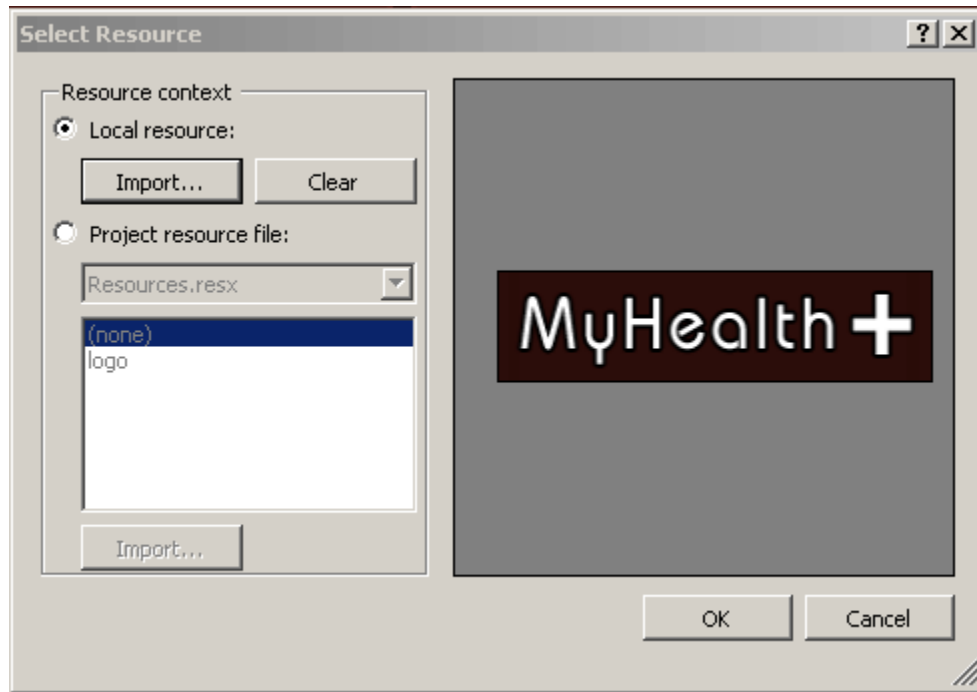 Select Resource
Resource context
Local resource:
Import...
Clear
Project resource file:
Resources.resx
(none)
logo
Import...
MyHealth+
OK
Cancel